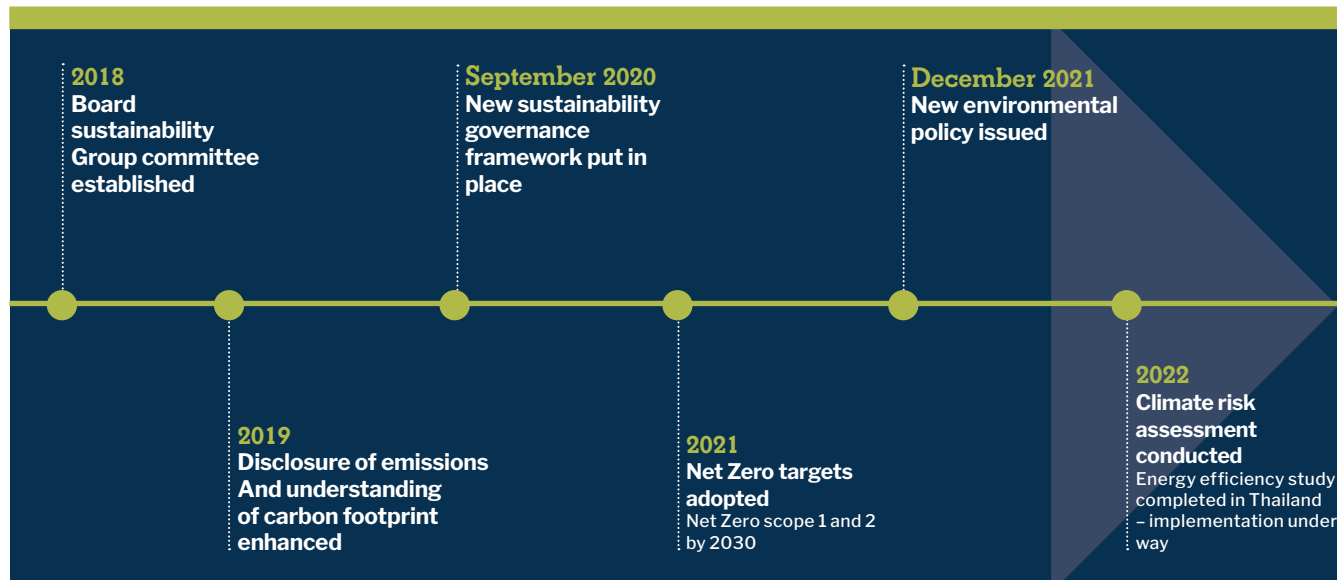 2018
Board
sustainability
Group committee
established
September 2020
New sustainability
governance
framework put in
place
December 2021
New environmental
policy issued
2019
Disclosure of emissions
And understanding
of carbon footprint
enhanced
2021
Net Zero targets
adopted
Net Zero scope 1 and 2
by 2030
2022
Climate risk
assessment
conducted
Energy efficiency study
completed in Thailand
– implementation under
way